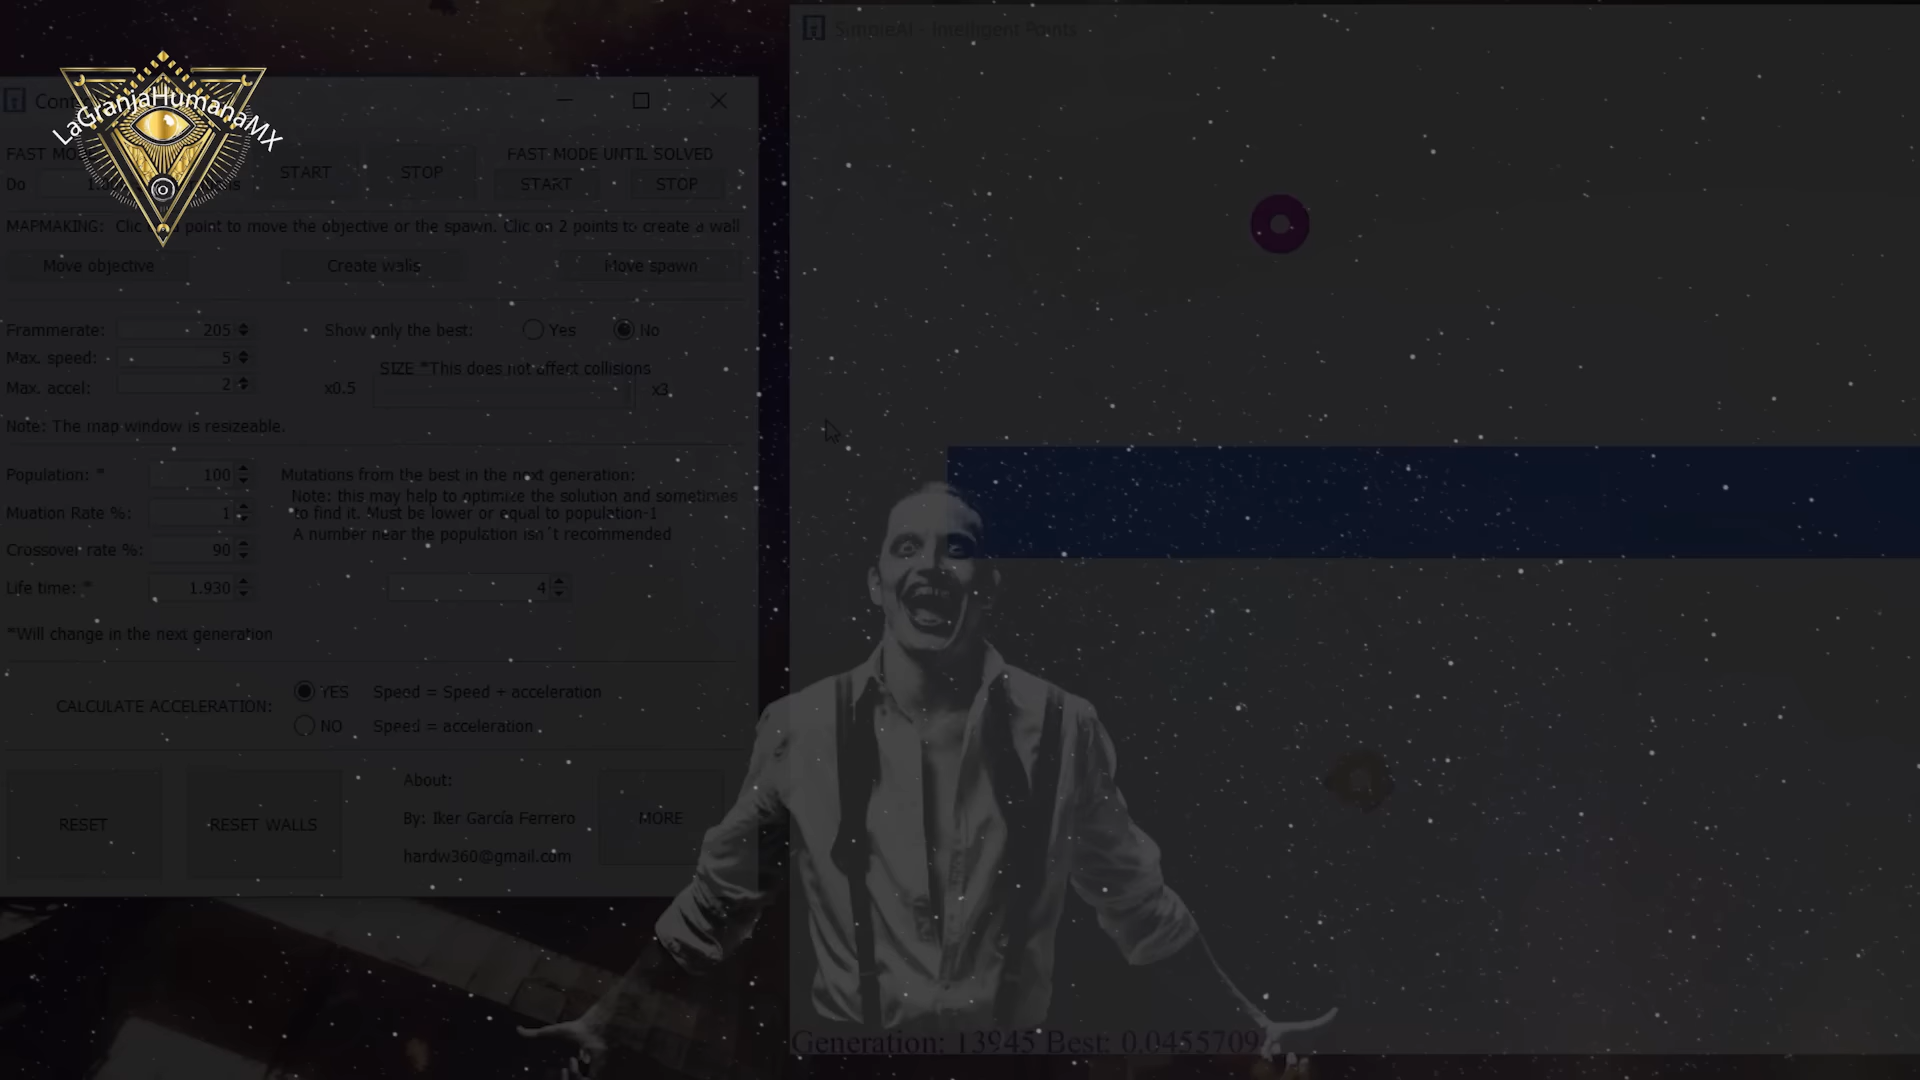 LaGranjaHumanaMX
SimpleAI - Intelligent Points
FAST MODE UNTIL SOLVED
START
STOP
START
STOP
Do
MAPMAKING: Clic point to move the objective or the spawn. Clic on 2 points to create a wall
Move objective
Create walls
Move spawn
Frammerate: 205
Show only the best: Yes No
Max. speed: 5
SIZE *This does not affect collisions
Max. accel: 2
x0.5
x3
Note: The map window is resizeable.
Population: * 100
Mutations from the best in the next generation:
Note: this may help to optimize the solution and sometimes
to find it. Must be lower or equal to population-1
A number near the population isn´t recommended
Muation Rate %: 1
Crossover rate %: 90
Life time: * 1.930
4
*Will change in the next generation
CALCULATE ACCELERATION:
YES Speed = Speed + acceleration
NO Speed = acceleration
RESET
RESET WALLS
About:
By: Iker García Ferrero
hardw360@gmail.com
MORE
Generation: 13945 Best: 0.0455709